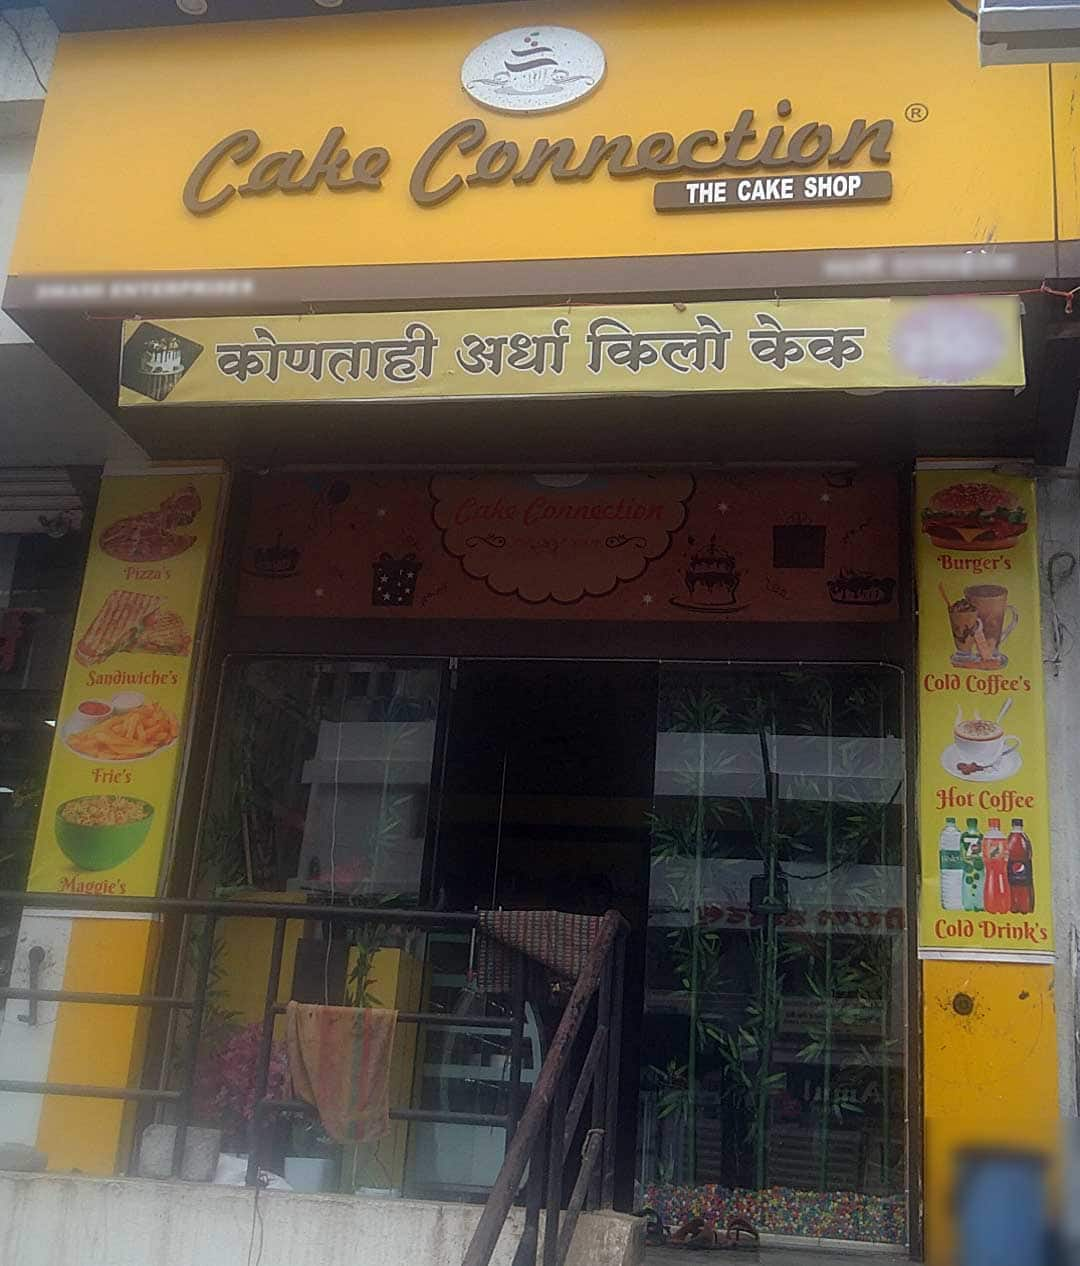 Cake Connection®
THE CAKE SHOP
कोणताही अर्धा किलो केक
Cake Connection
Pizza's
Sandiwiche's
Frie's
Maggie's
Burger's
Cold Coffee's
Hot Coffee
Cold Drink's
Amul